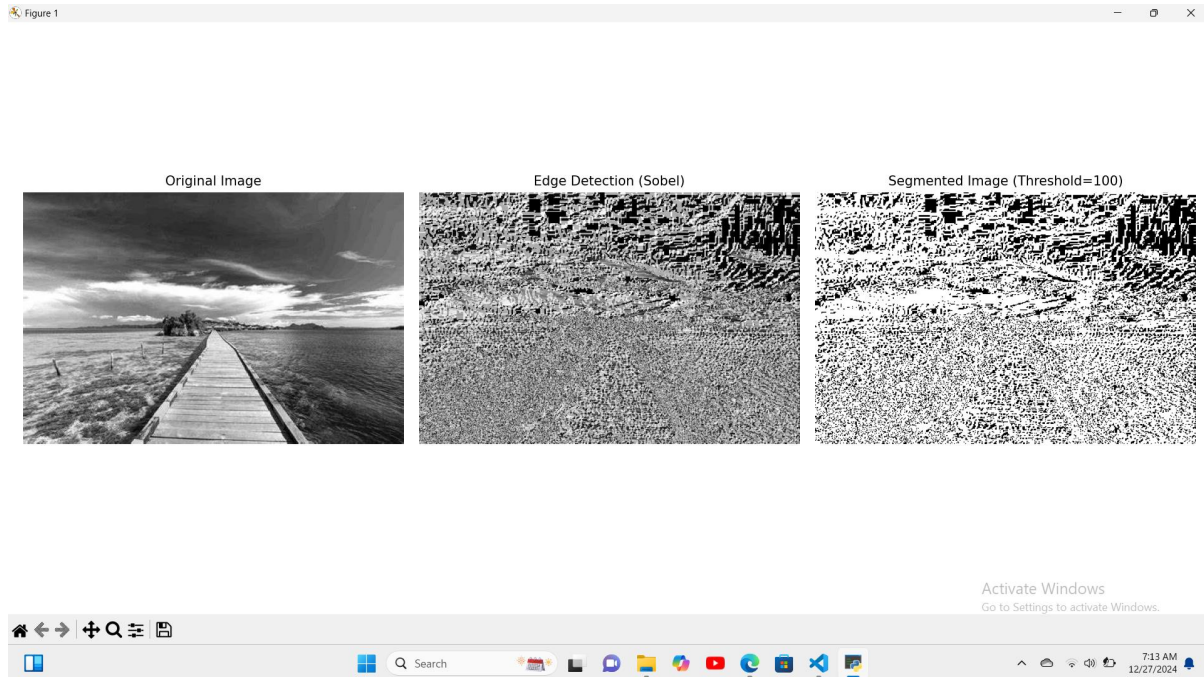 Figure 1
Original Image
Edge Detection (Sobel)
Segmented Image (Threshold=100)
Activate Windows
Go to Settings to activate Windows.
Search
7:13 AM
12/27/2024